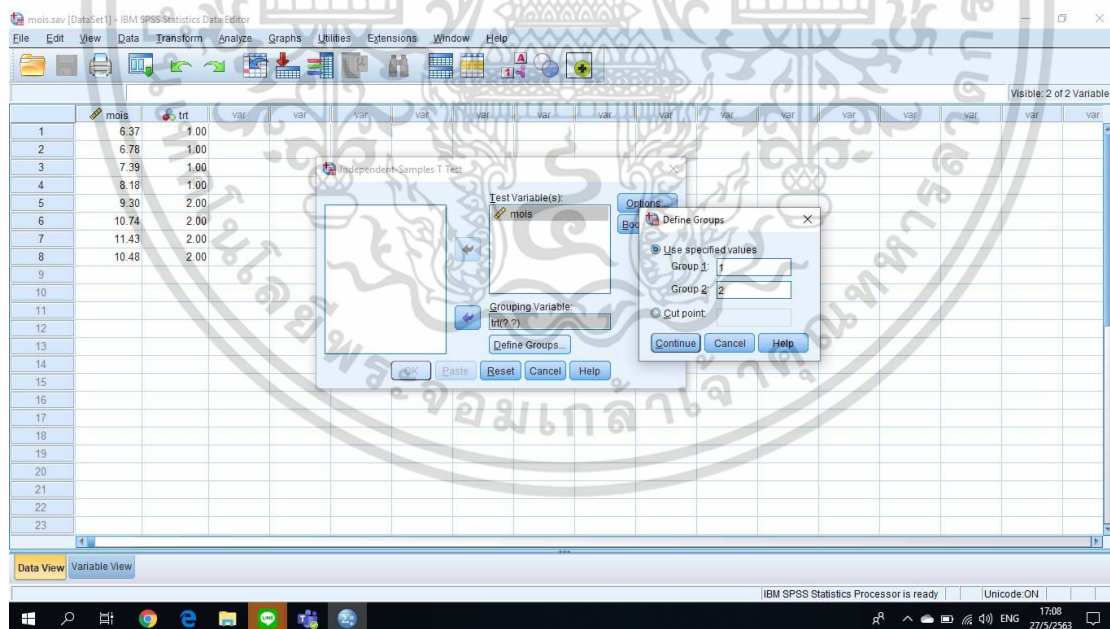 mois.sav [DataSet1] - IBM SPSS Statistics Data Editor
File Edit View Data Transform Analyze Graphs Utilities Extensions Window Help
Visible: 2 of 2 Variable
mois trt var var var var var var var var var var var var var
1 6.37 1.00
2 6.78 1.00
3 7.39 1.00
4 8.18 1.00
5 9.30 2.00
6 10.74 2.00
7 11.43 2.00
8 10.48 2.00
9
10
11
12
13
14
15
16
17
18
19
20
21
22
23
Independent-Samples T Test
Test Variable(s):
mois
Options...
Boo
Grouping Variable:
trt(? ?)
Define Groups...
OK Paste Reset Cancel Help
Define Groups
Use specified values
Group 1: 1
Group 2: 2
Cut point:
Continue Cancel Help
Data View Variable View
IBM SPSS Statistics Processor is ready Unicode:ON
LINE
ENG 17:08
27/5/2563